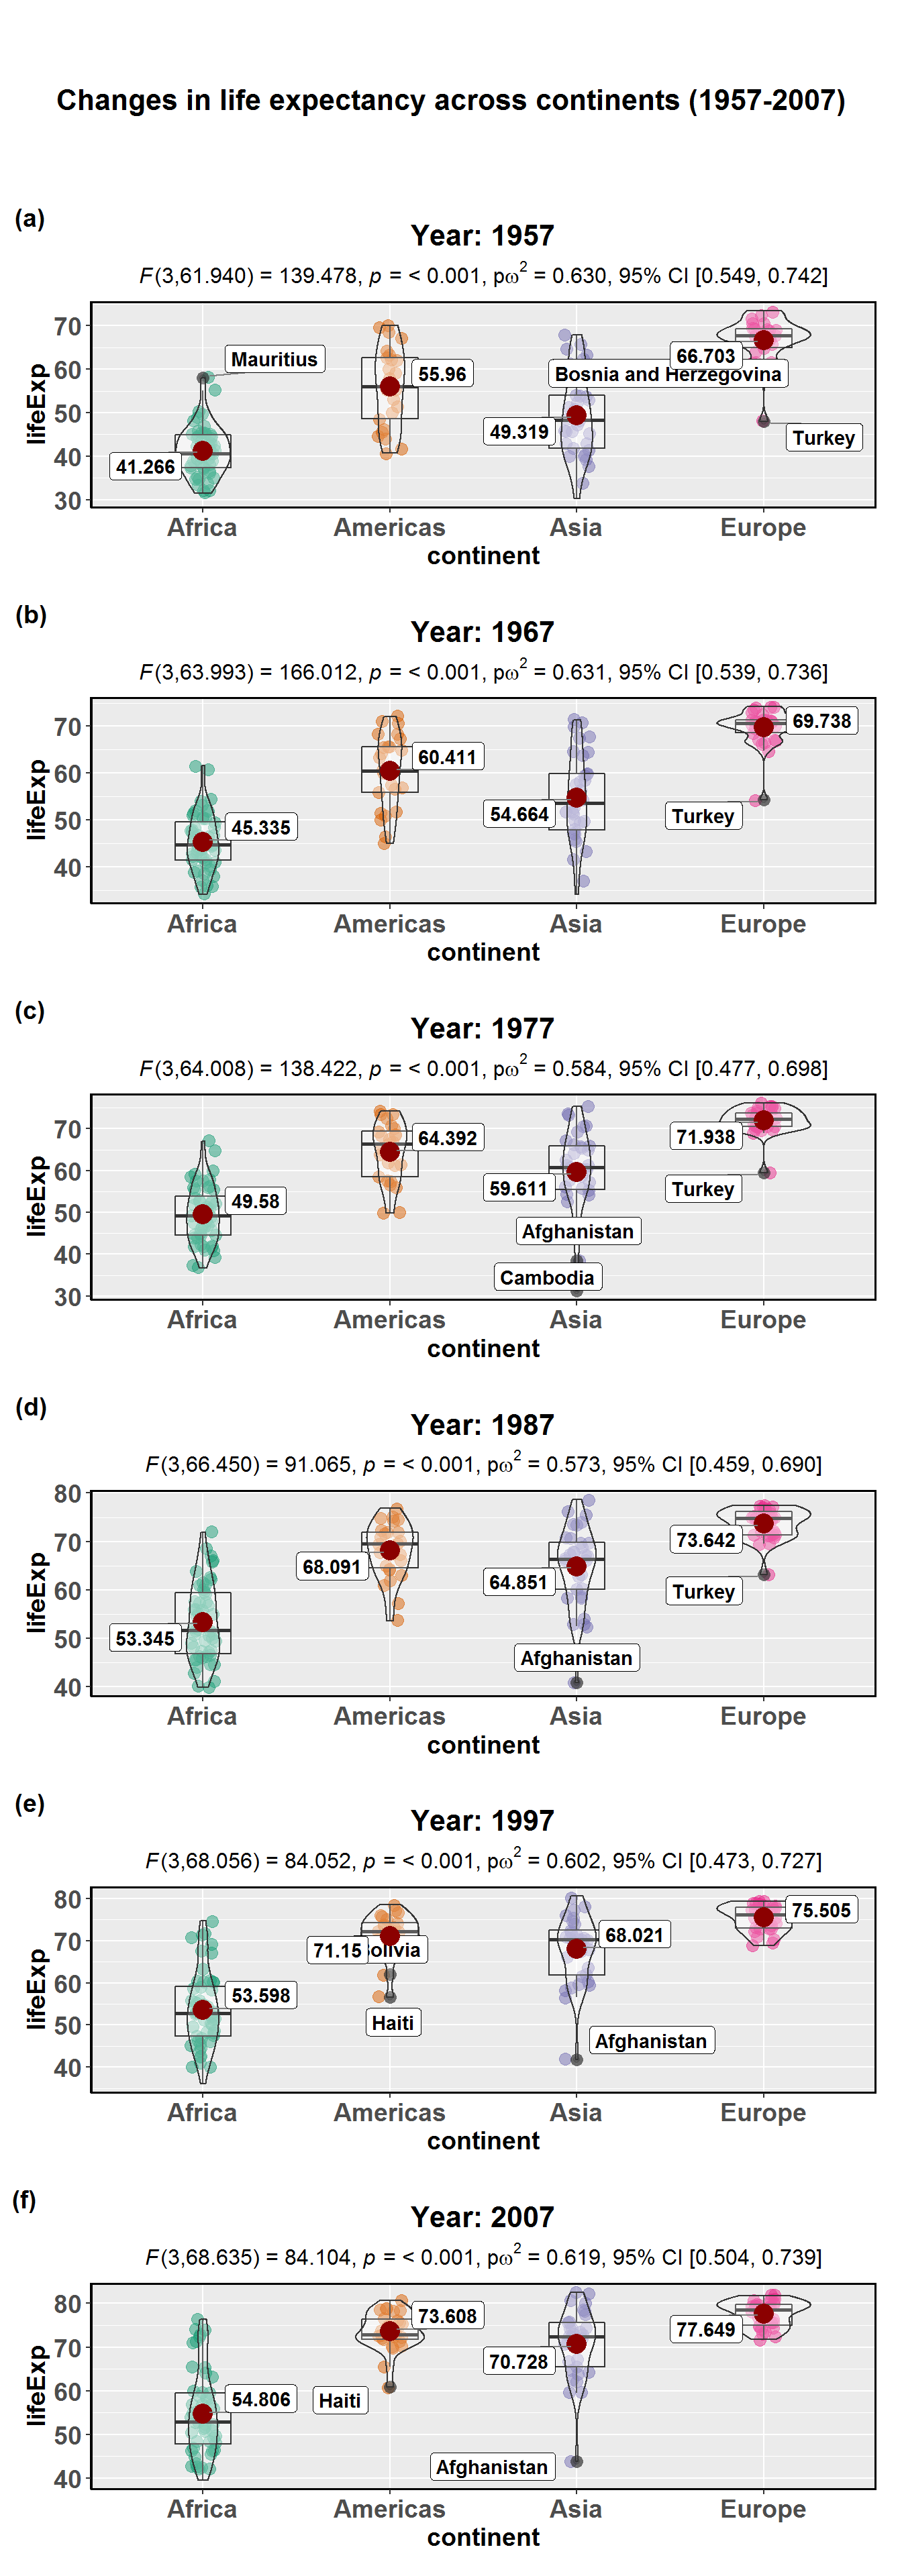 Changes in life expectancy across continents (1957-2007)
(a)
Year: 1957
F(3,61.940) = 139.478, p = < 0.001, pω² = 0.630, 95% CI [0.549, 0.742]
lifeExp
70
60
50
40
30
Mauritius
41.266
55.96
49.319
Bosnia and Herzegovina
66.703
Turkey
Africa Americas Asia Europe
continent
(b)
Year: 1967
F(3,63.993) = 166.012, p = < 0.001, pω² = 0.631, 95% CI [0.539, 0.736]
lifeExp
70
60
50
40
45.335
60.411
54.664
69.738
Turkey
Africa Americas Asia Europe
continent
(c)
Year: 1977
F(3,64.008) = 138.422, p = < 0.001, pω² = 0.584, 95% CI [0.477, 0.698]
lifeExp
70
60
50
40
30
49.58
64.392
59.611
Afghanistan
Cambodia
71.938
Turkey
Africa Americas Asia Europe
continent
(d)
Year: 1987
F(3,66.450) = 91.065, p = < 0.001, pω² = 0.573, 95% CI [0.459, 0.690]
lifeExp
80
70
60
50
40
53.345
68.091
64.851
Afghanistan
73.642
Turkey
Africa Americas Asia Europe
continent
(e)
Year: 1997
F(3,68.056) = 84.052, p = < 0.001, pω² = 0.602, 95% CI [0.473, 0.727]
lifeExp
80
70
60
50
40
53.598
71.15
Bolivia
Haiti
68.021
Afghanistan
75.505
Africa Americas Asia Europe
continent
(f)
Year: 2007
F(3,68.635) = 84.104, p = < 0.001, pω² = 0.619, 95% CI [0.504, 0.739]
lifeExp
80
70
60
50
40
54.806
73.608
Haiti
70.728
Afghanistan
77.649
Africa Americas Asia Europe
continent